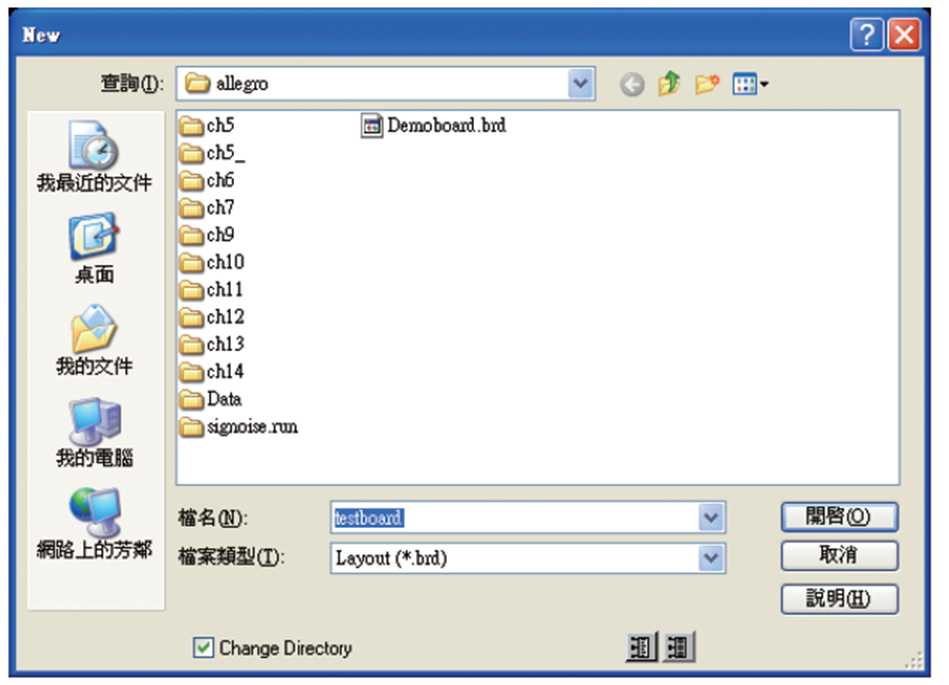 New
查詢(I):
allegro
我最近的文件
桌面
我的文件
我的電腦
網路上的芳鄰
ch5
ch5_
ch6
ch7
ch9
ch10
ch11
ch12
ch13
ch14
Data
signoise.run
Demoboard.brd
檔名(N):
testboard
開啓(O)
檔案類型(T):
Layout (*.brd)
取消
說明(H)
Change Directory